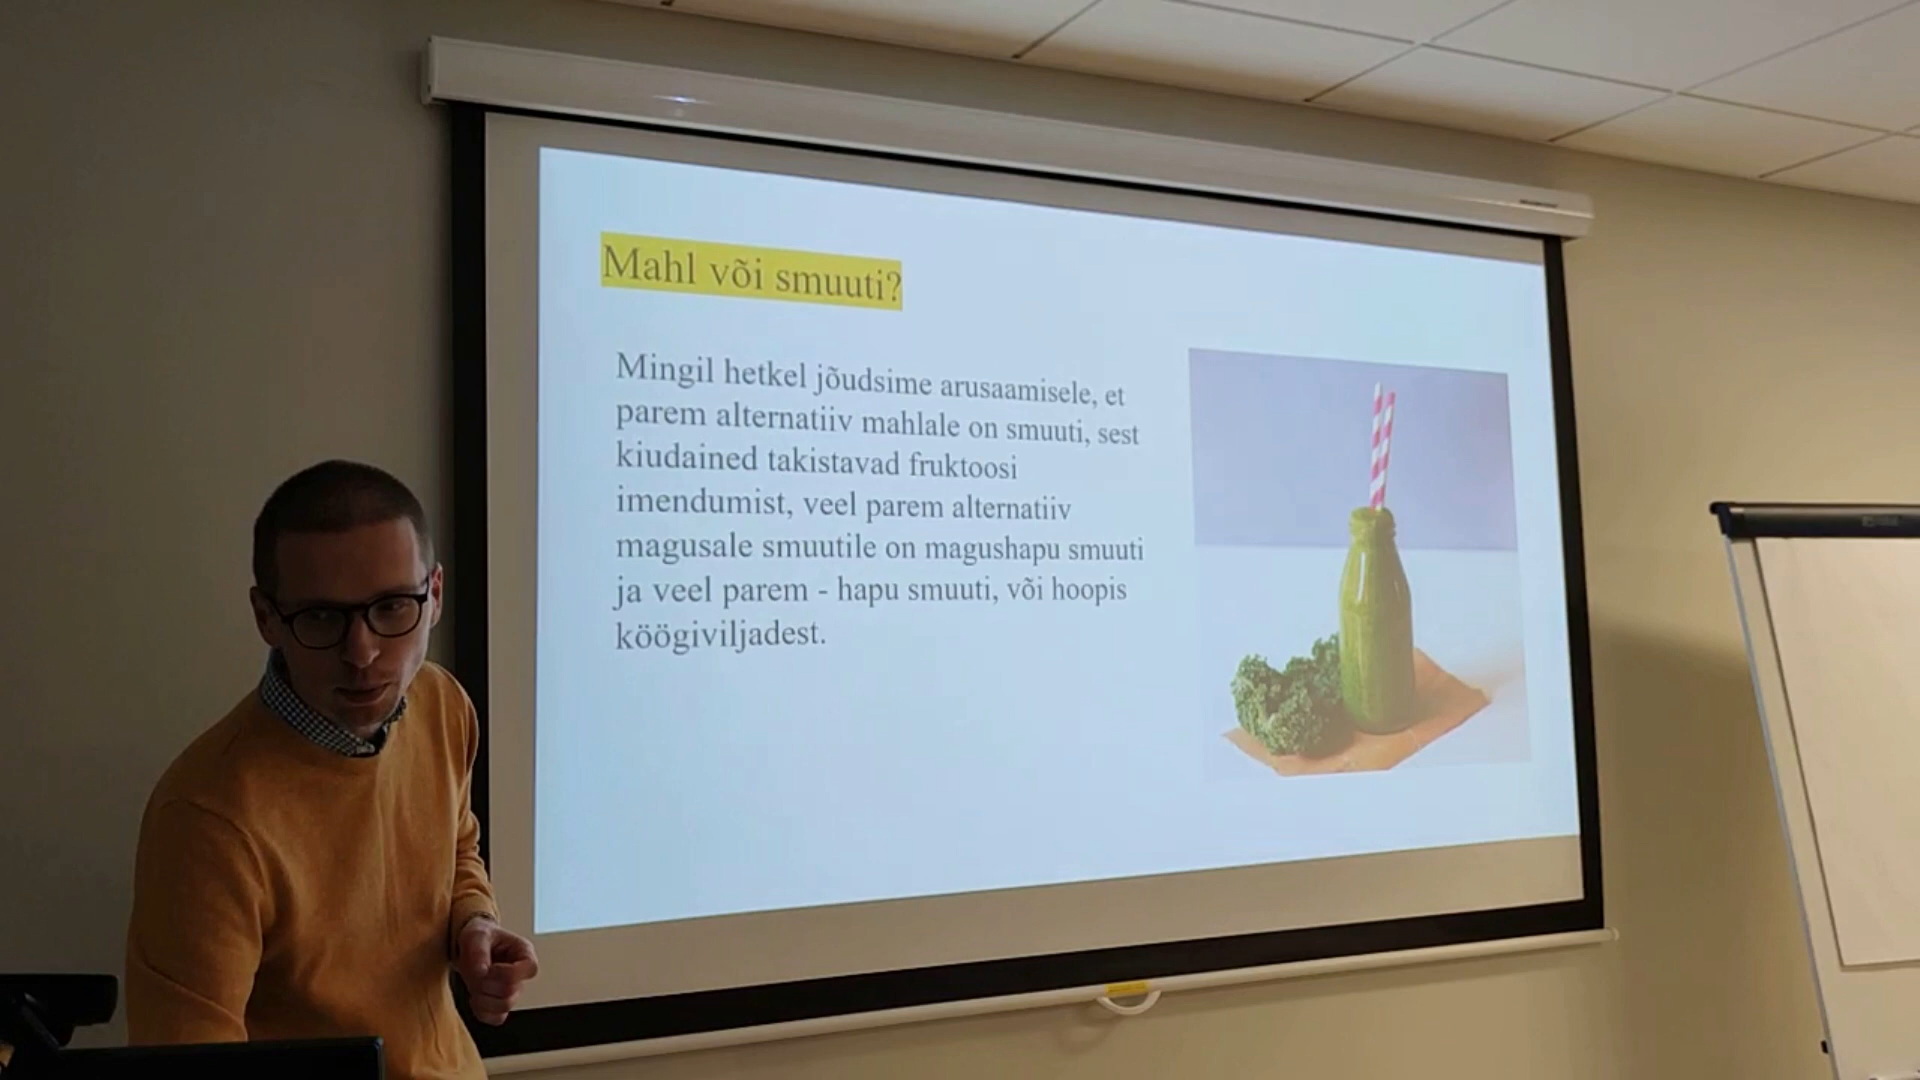 Mahl või smuuti?
Mingil hetkel jõudsime arusaamisele, et
parem alternatiiv mahlale on smuuti, sest
kiudained takistavad fruktoosi
imendumist, veel parem alternatiiv
magusale smuutile on magushapu smuuti
ja veel parem - hapu smuuti, või hoopis
köögiviljadest.